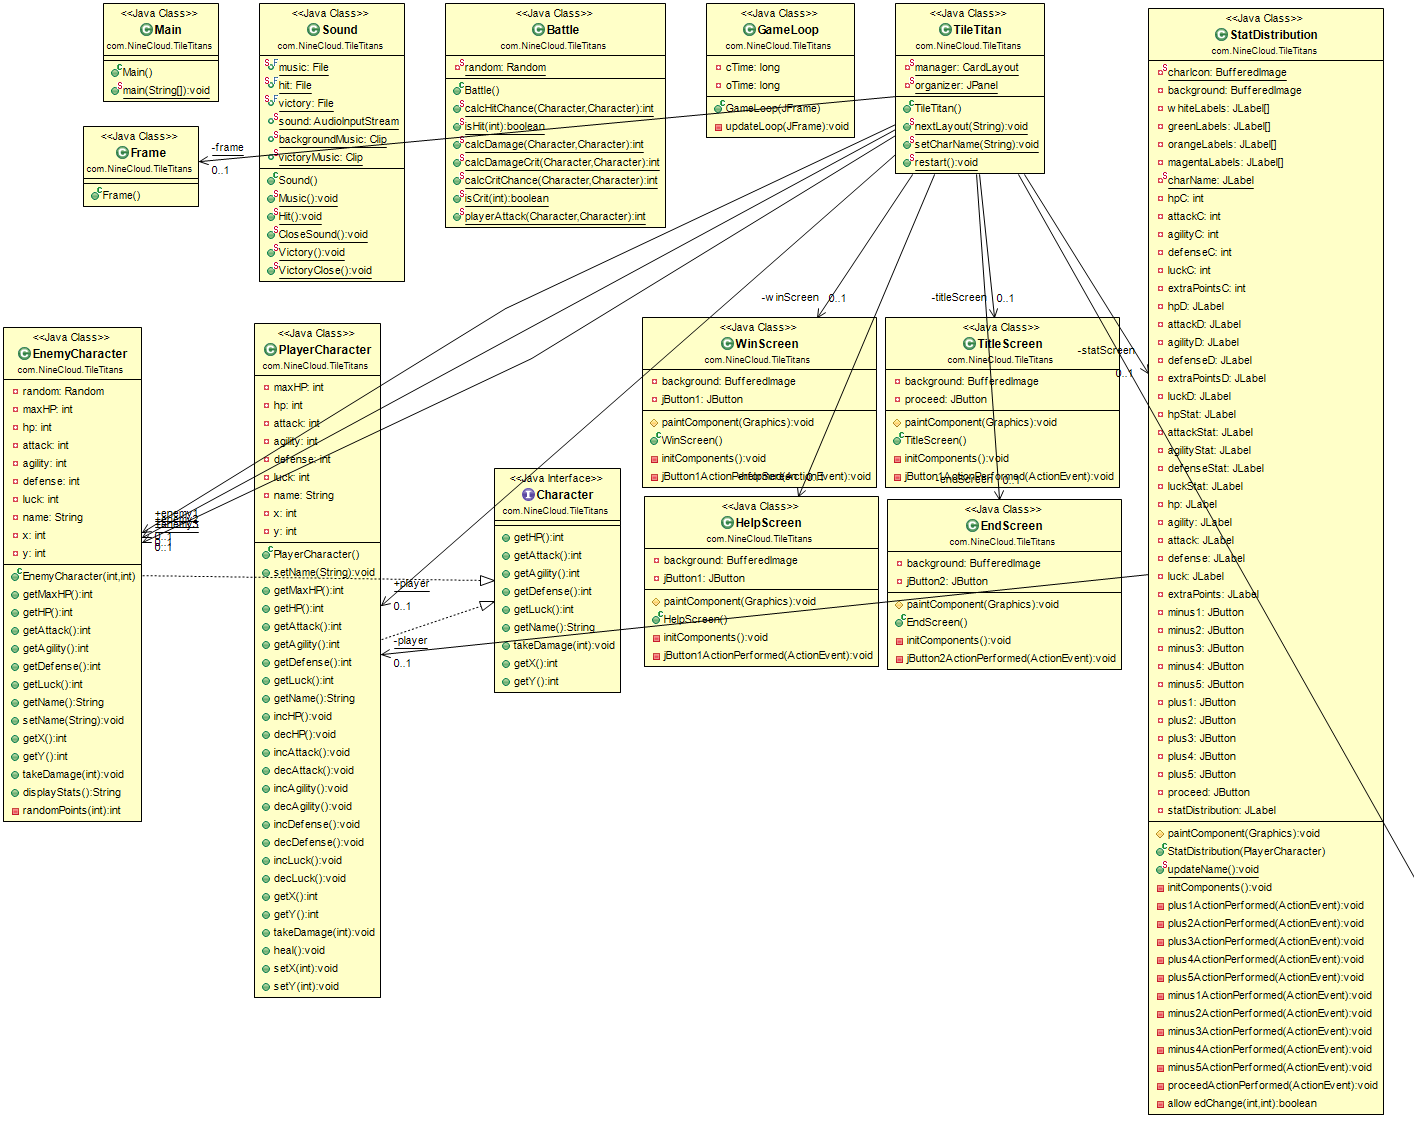 <<Java Class>>
Main
com.NineCloud.TileTitans
Main()
main(String[]):void
<<Java Class>>
Frame
com.NineCloud.TileTitans
Frame()
<<Java Class>>
Sound
com.NineCloud.TileTitans
music: File
hit: File
victory: File
sound: AudioInputStream
backgroundMusic: Clip
victoryMusic: Clip
Sound()
Music():void
Hit():void
CloseSound():void
Victory():void
VictoryClose():void
<<Java Class>>
Battle
com.NineCloud.TileTitans
random: Random
Battle()
calcHitChance(Character,Character):int
isHit(int):boolean
calcDamage(Character,Character):int
calcDamageCrit(Character,Character):int
calcCritChance(Character,Character):int
isCrit(int):boolean
playerAttack(Character,Character):int
<<Java Class>>
GameLoop
com.NineCloud.TileTitans
cTime: long
oTime: long
GameLoop(JFrame)
updateLoop(JFrame):void
<<Java Class>>
TileTitan
com.NineCloud.TileTitans
manager: CardLayout
organizer: JPanel
TileTitan()
nextLayout(String):void
setCharName(String):void
restart():void
-frame
0..1
-winScreen 0..1
-titleScreen 0..1
-statScreen
0..1
<<Java Class>>
EnemyCharacter
com.NineCloud.TileTitans
random: Random
maxHP: int
hp: int
attack: int
agility: int
defense: int
luck: int
name: String
x: int
y: int
EnemyCharacter(int,int)
getMaxHP():int
getHP():int
getAttack():int
getAgility():int
getDefense():int
getLuck():int
getName():String
setName(String):void
getX():int
getY():int
takeDamage(int):void
displayStats():String
randomPoints(int):int
+enemy1
0..1
<<Java Class>>
PlayerCharacter
com.NineCloud.TileTitans
maxHP: int
hp: int
attack: int
agility: int
defense: int
luck: int
name: String
x: int
y: int
PlayerCharacter()
setName(String):void
getMaxHP():int
getHP():int
getAttack():int
getAgility():int
getDefense():int
getLuck():int
getName():String
incHP():void
decHP():void
incAttack():void
decAttack():void
incAgility():void
decAgility():void
incDefense():void
decDefense():void
incLuck():void
decLuck():void
getX():int
getY():int
takeDamage(int):void
heal():void
setX(int):void
setY(int):void
+player
0..1
-player
0..1
<<Java Interface>>
Character
com.NineCloud.TileTitans
getHP():int
getAttack():int
getAgility():int
getDefense():int
getLuck():int
getName():String
takeDamage(int):void
getX():int
getY():int
<<Java Class>>
WinScreen
com.NineCloud.TileTitans
background: BufferedImage
jButton1: JButton
paintComponent(Graphics):void
WinScreen()
initComponents():void
jButton1ActionPerformed(ActionEvent):void
<<Java Class>>
TitleScreen
com.NineCloud.TileTitans
background: BufferedImage
proceed: JButton
paintComponent(Graphics):void
TitleScreen()
initComponents():void
jButton1ActionPerformed(ActionEvent):void
-endScreen 0..1
<<Java Class>>
HelpScreen
com.NineCloud.TileTitans
background: BufferedImage
jButton1: JButton
paintComponent(Graphics):void
HelpScreen()
initComponents():void
jButton1ActionPerformed(ActionEvent):void
<<Java Class>>
EndScreen
com.NineCloud.TileTitans
background: BufferedImage
jButton2: JButton
paintComponent(Graphics):void
EndScreen()
initComponents():void
jButton2ActionPerformed(ActionEvent):void
<<Java Class>>
StatDistribution
com.NineCloud.TileTitans
charIcon: BufferedImage
background: BufferedImage
whiteLabels: JLabel[]
greenLabels: JLabel[]
orangeLabels: JLabel[]
magentaLabels: JLabel[]
charName: JLabel
hpC: int
attackC: int
agilityC: int
defenseC: int
luckC: int
extraPointsC: int
hpD: JLabel
attackD: JLabel
agilityD: JLabel
defenseD: JLabel
extraPointsD: JLabel
luckD: JLabel
hpStat: JLabel
attackStat: JLabel
agilityStat: JLabel
defenseStat: JLabel
luckStat: JLabel
hp: JLabel
agility: JLabel
attack: JLabel
defense: JLabel
luck: JLabel
extraPoints: JLabel
minus1: JButton
minus2: JButton
minus3: JButton
minus4: JButton
minus5: JButton
plus1: JButton
plus2: JButton
plus3: JButton
plus4: JButton
plus5: JButton
proceed: JButton
statDistribution: JLabel
paintComponent(Graphics):void
StatDistribution(PlayerCharacter)
updateName():void
initComponents():void
plus1ActionPerformed(ActionEvent):void
plus2ActionPerformed(ActionEvent):void
plus3ActionPerformed(ActionEvent):void
plus4ActionPerformed(ActionEvent):void
plus5ActionPerformed(ActionEvent):void
minus1ActionPerformed(ActionEvent):void
minus2ActionPerformed(ActionEvent):void
minus3ActionPerformed(ActionEvent):void
minus4ActionPerformed(ActionEvent):void
minus5ActionPerformed(ActionEvent):void
proceedActionPerformed(ActionEvent):void
allowedChange(int,int):boolean